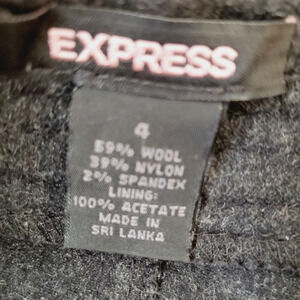 EXPRESS
4
59% WOOL
39% NYLON
2% SPANDEX
LINING:
100% ACETATE
MADE IN
SRI LANKA